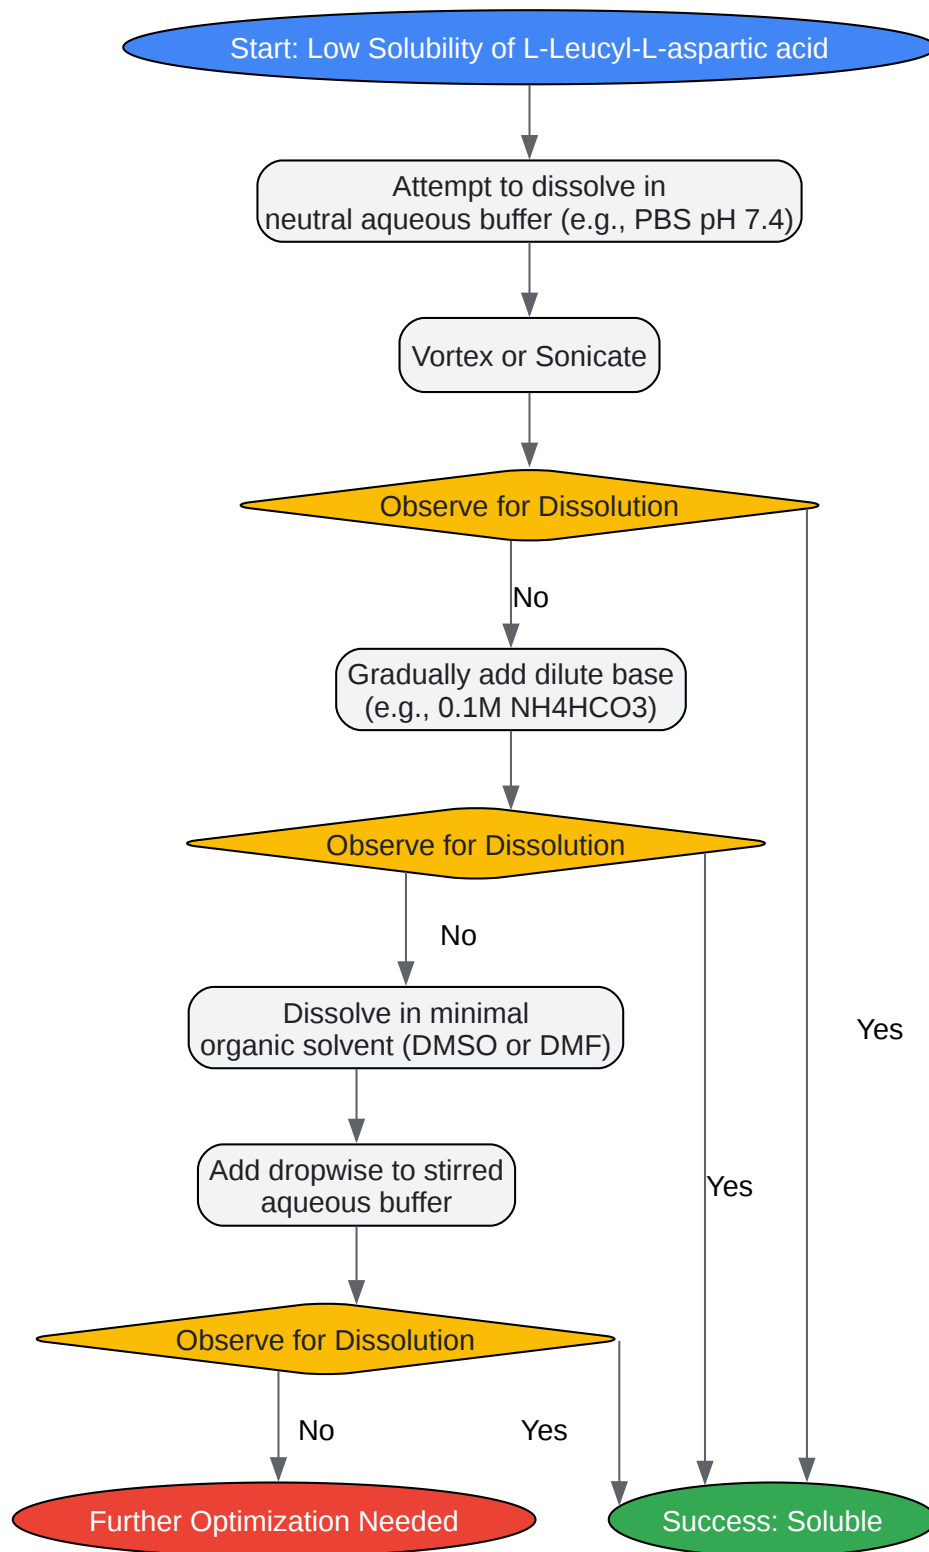 Start: Low Solubility of L-Leucyl-L-aspartic acid
Attempt to dissolve in
neutral aqueous buffer (e.g., PBS pH 7.4)
Vortex or Sonicate
Observe for Dissolution
No
Gradually add dilute base
(e.g., 0.1M NH4HCO3)
Observe for Dissolution
No
Dissolve in minimal
organic solvent (DMSO or DMF)
Yes
Add dropwise to stirred
aqueous buffer
Yes
Observe for Dissolution
No
Yes
Further Optimization Needed
Success: Soluble